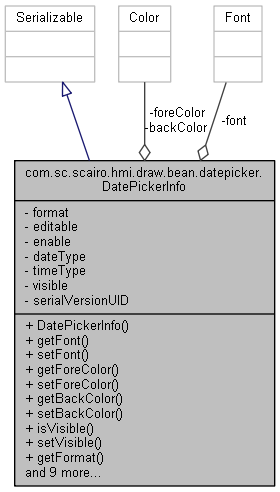 Serializable
Color
Font
-foreColor
-backColor
-font
com.sc.scairo.hmi.draw.bean.datepicker.
DatePickerInfo
- format
- editable
- enable
- dateType
- timeType
- visible
- serialVersionUID
+ DatePickerInfo()
+ getFont()
+ setFont()
+ getForeColor()
+ setForeColor()
+ getBackColor()
+ setBackColor()
+ isVisible()
+ setVisible()
+ getFormat()
and 9 more...